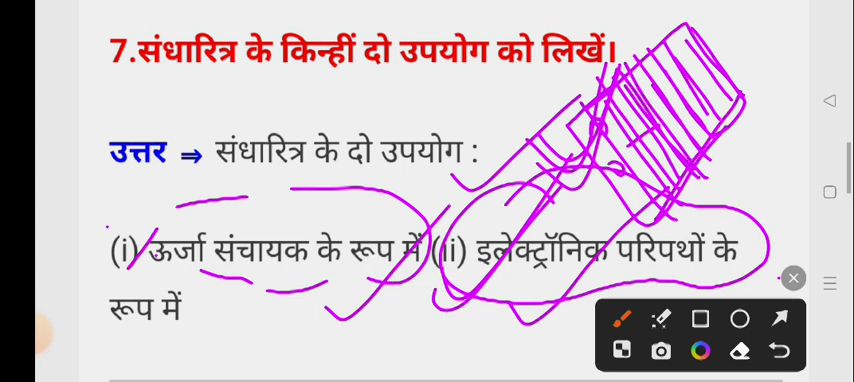 7.संधारित्र के किन्हीं दो उपयोग को लिखें।
उत्तर ⇒ संधारित्र के दो उपयोग :
(i) ऊर्जा संचायक के रूप में (ii) इलेक्ट्रॉनिक परिपथों के
रूप में